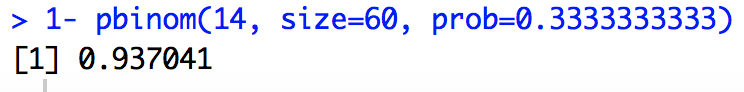 > 1- pbinom(14, size=60, prob=0.3333333333)
[1] 0.937041